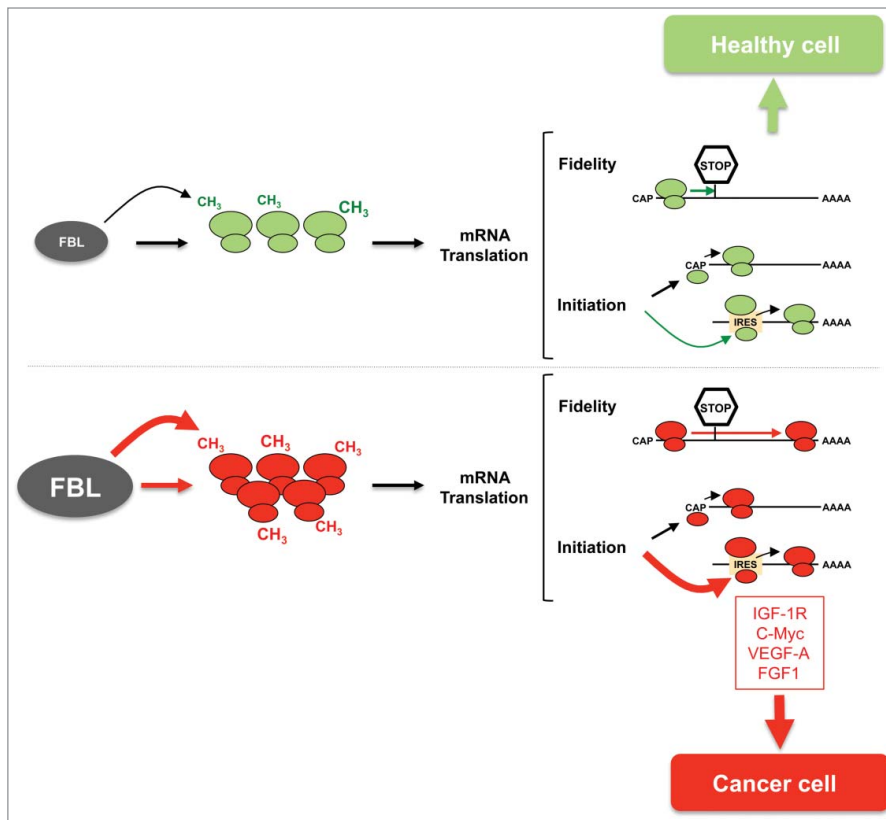 Healthy cell
Fidelity
STOP
CAP
AAAA
CH3
CH3
CH3
FBL
mRNA
Translation
CAP
AAAA
Initiation
IRES
AAAA
Fidelity
STOP
CAP
AAAA
CH3
CH3
CH3
FBL
mRNA
Translation
CAP
AAAA
CH3
CH3
Initiation
IRES
AAAA
IGF-1R
C-Myc
VEGF-A
FGF1
Cancer cell